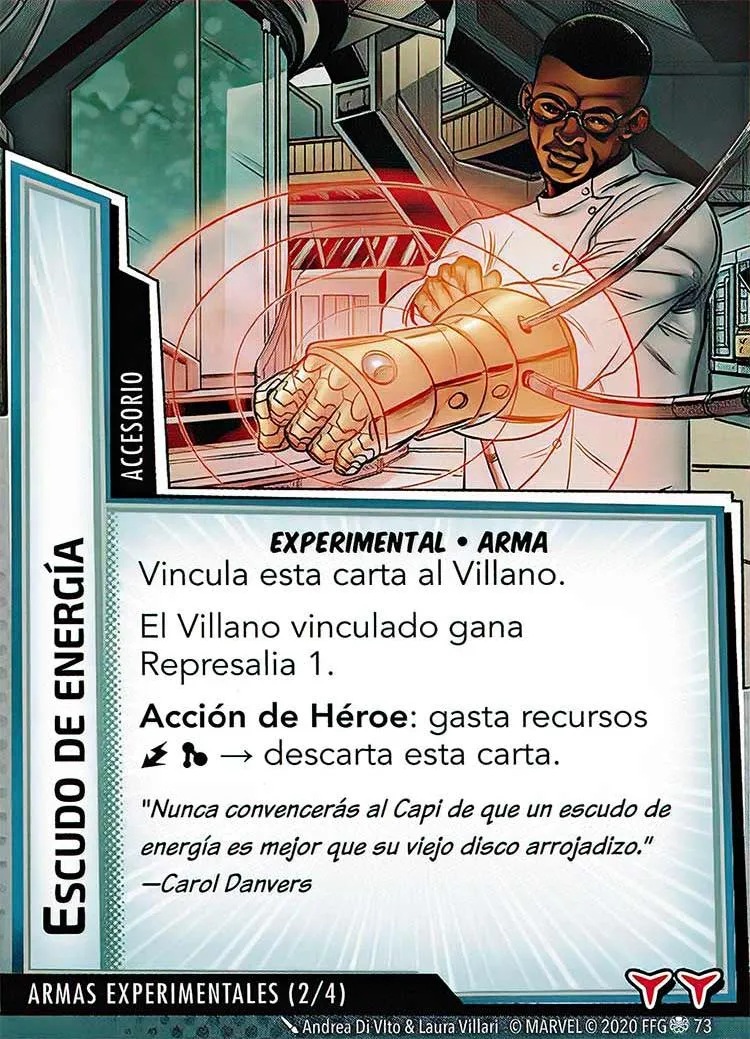 ACCESORIO
ESCUDO DE ENERGÍA
EXPERIMENTAL • ARMA
Vincula esta carta al Villano.
El Villano vinculado gana
Represalia 1.
Acción de Héroe: gasta recursos
→ descarta esta carta.
"Nunca convencerás al Capi de que un escudo de
energía es mejor que su viejo disco arrojadizo."
—Carol Danvers
ARMAS EXPERIMENTALES (2/4)
Andrea Di VIto & Laura Villari © MARVEL © 2020 FFG 73